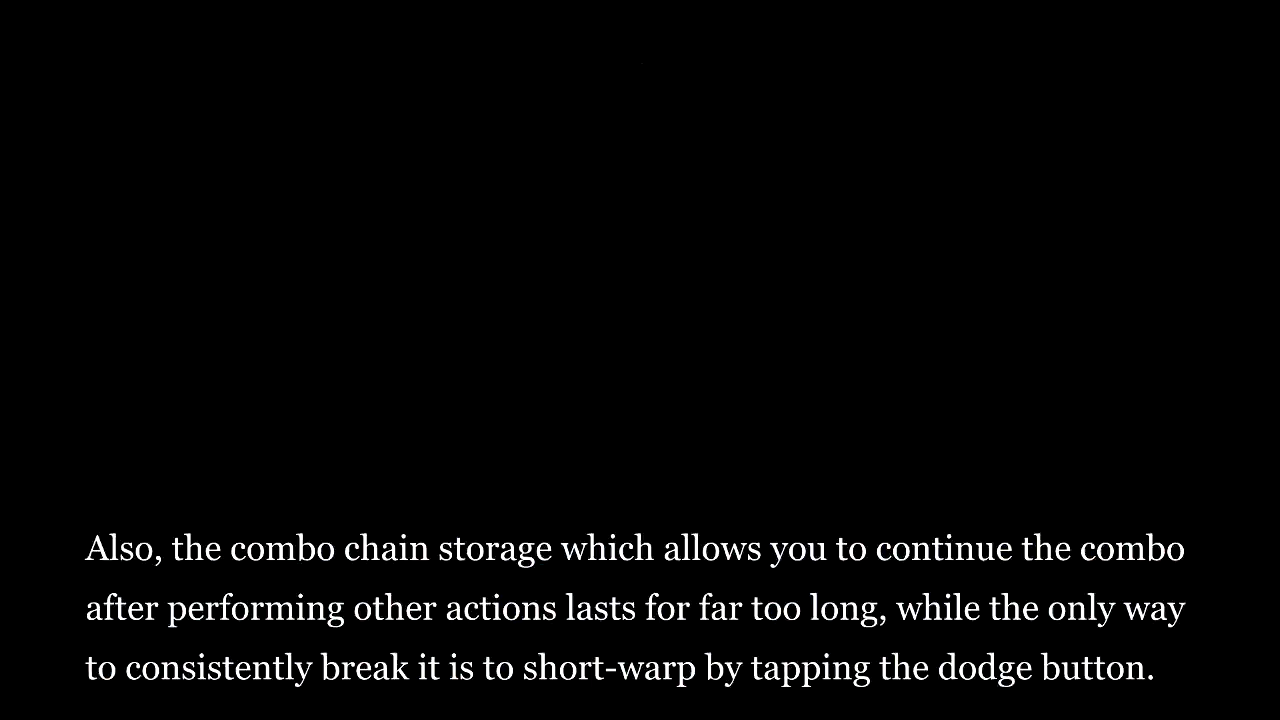 Also, the combo chain storage which allows you to continue the combo
after performing other actions lasts for far too long, while the only way
to consistently break it is to short-warp by tapping the dodge button.